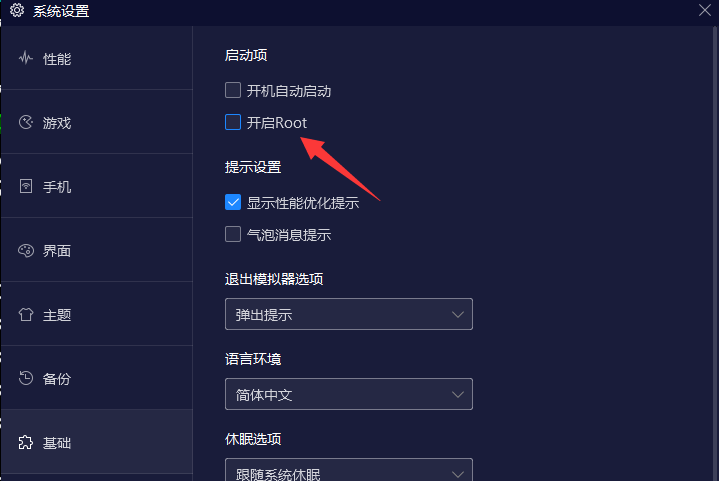 系统设置
性能
游戏
手机
界面
主题
备份
基础
启动项
开机自动启动
开启Root
提示设置
显示性能优化提示
气泡消息提示
退出模拟器选项
弹出提示
语言环境
简体中文
休眠选项
跟随系统休眠